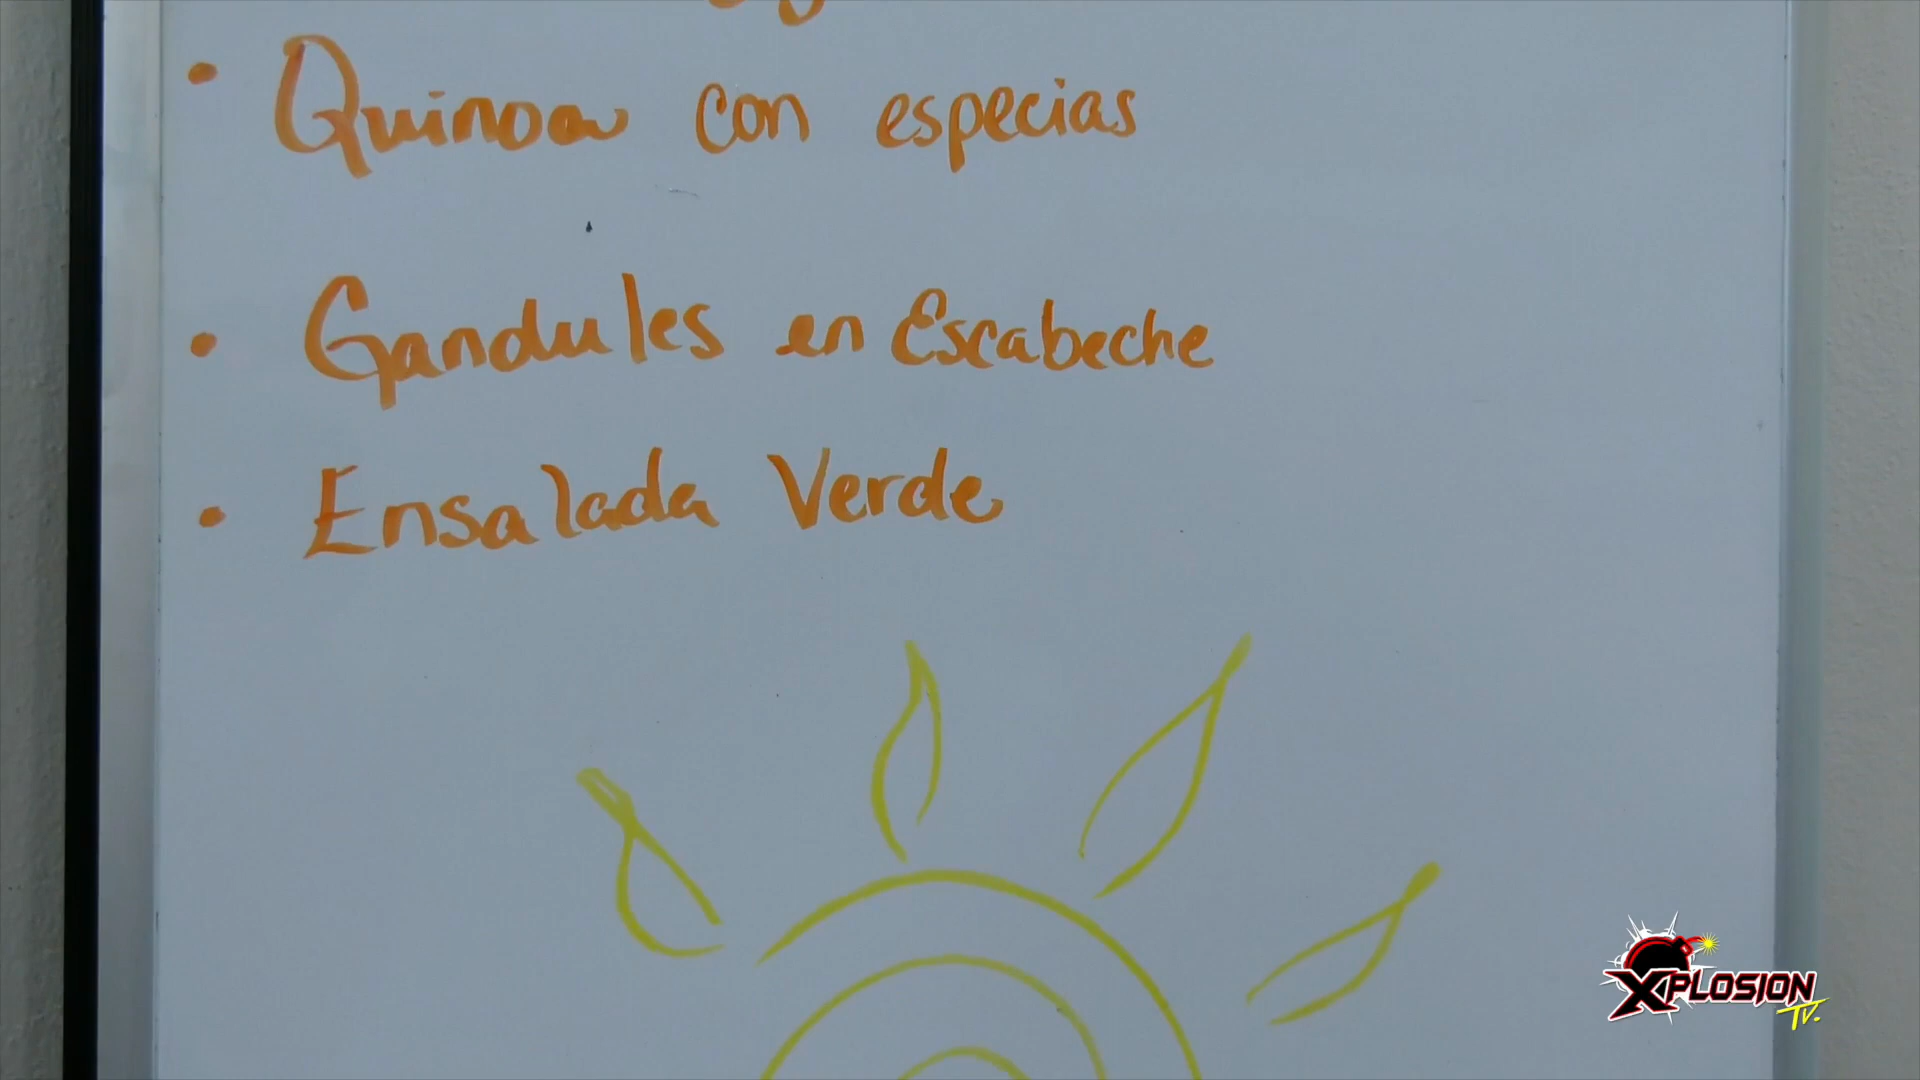 • Quinoa con especias
• Gandules en Escabeche
• Ensalada Verde
XPLOSION
TV.